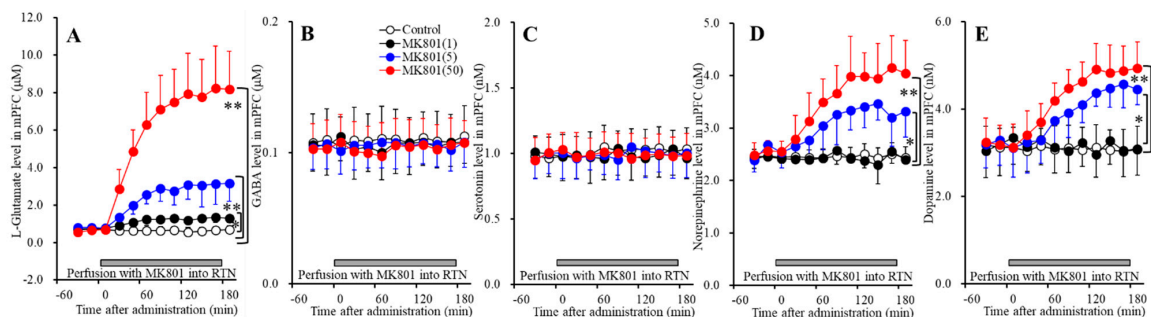 A
L-Glutamate level in mPFC (μM)
12.0
10.0
8.0
6.0
4.0
2.0
0.0
-2.0
**
**
*
Perfusion with MK801 into RTN
-60 0 60 120 180
Time after administration (min)
B
GABA level in mPFC (μM)
0.2
0.1
0.0
Control
MK801(1)
MK801(5)
MK801(50)
Perfusion with MK801 into RTN
-60 0 60 120 180
Time after administration (min)
C
Serotonin level in mPFC (nM)
2.0
1.5
1.0
0.5
0.0
Perfusion with MK801 into RTN
-60 0 60 120 180
Time after administration (min)
D
Norepinephrine level in mPFC (nM)
5.0
4.0
3.0
2.0
1.0
0.0
**
*
Perfusion with MK801 into RTN
-60 0 60 120 180
Time after administration (min)
E
Dopamine level in mPFC (nM)
6.0
4.0
2.0
0.0
**
*
Perfusion with MK801 into RTN
-60 0 60 120 180
Time after administration (min)